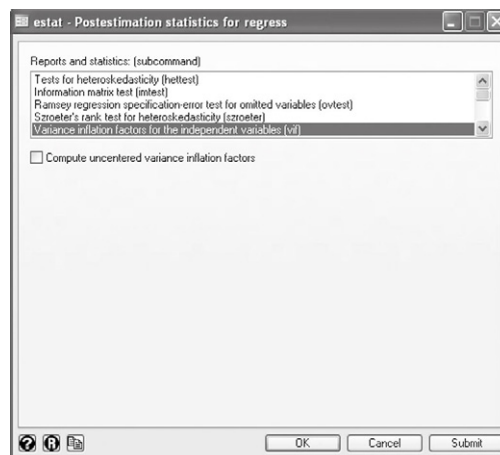 estat - Postestimation statistics for regress
Reports and statistics: (subcommand)
Tests for heteroskedasticity (hettest)
Information matrix test (imtest)
Ramsey regression specification-error test for omitted variables (ovtest)
Szroeter's rank test for heteroskedasticity (szroeter)
Variance inflation factors for the independent variables (vif)
Compute uncentered variance inflation factors
OK Cancel Submit